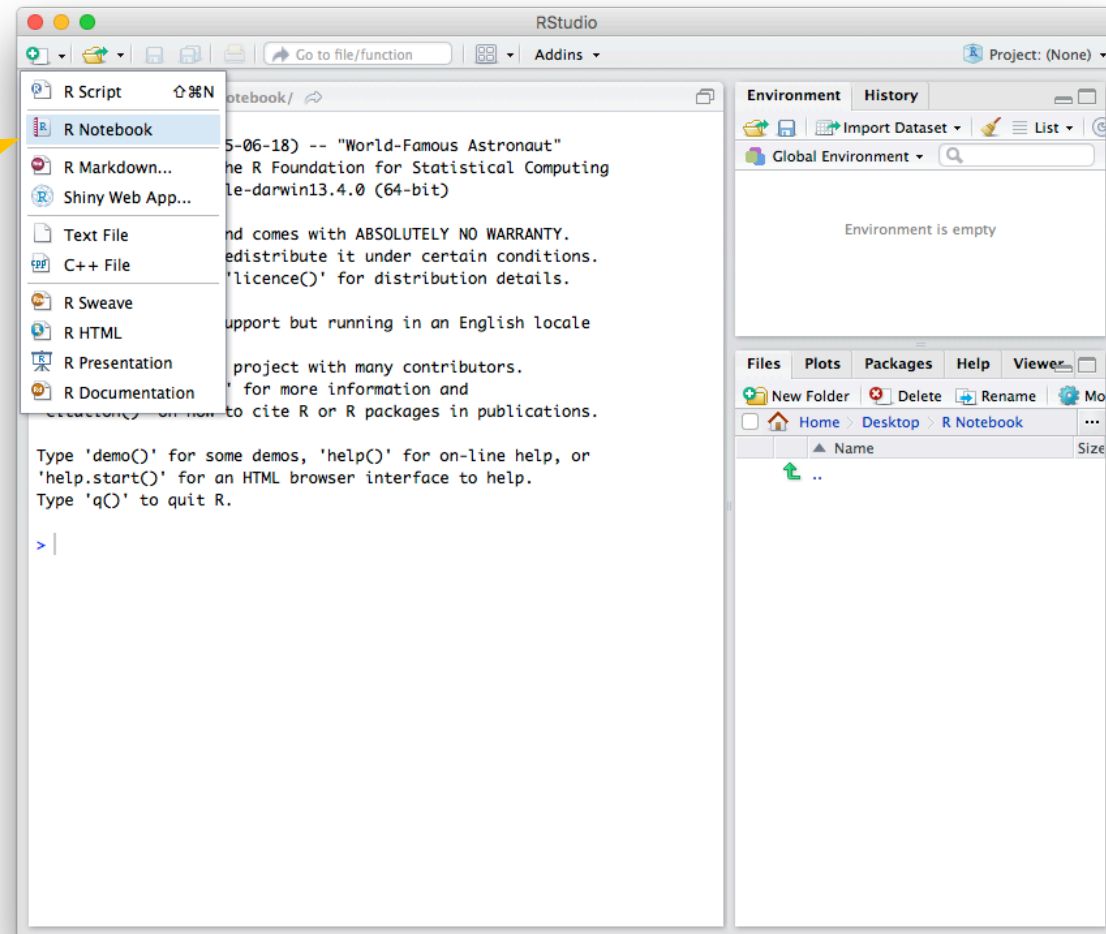 RStudio
Go to file/function
Addins
Project: (None)
R Script ⇧⌘N
R Notebook
R Markdown...
Shiny Web App...
Text File
C++ File
R Sweave
R HTML
R Presentation
R Documentation
otebook/
5-06-18) -- "World-Famous Astronaut"
he R Foundation for Statistical Computing
le-darwin13.4.0 (64-bit)
nd comes with ABSOLUTELY NO WARRANTY.
edistribute it under certain conditions.
'licence()' for distribution details.
upport but running in an English locale
project with many contributors.
' for more information and
'citation()' on how to cite R or R packages in publications.
Type 'demo()' for some demos, 'help()' for on-line help, or
'help.start()' for an HTML browser interface to help.
Type 'q()' to quit R.
>
Environment History
Import Dataset List
Global Environment
Environment is empty
Files Plots Packages Help Viewer
New Folder Delete Rename Mo
Home Desktop R Notebook ...
Name Size
..